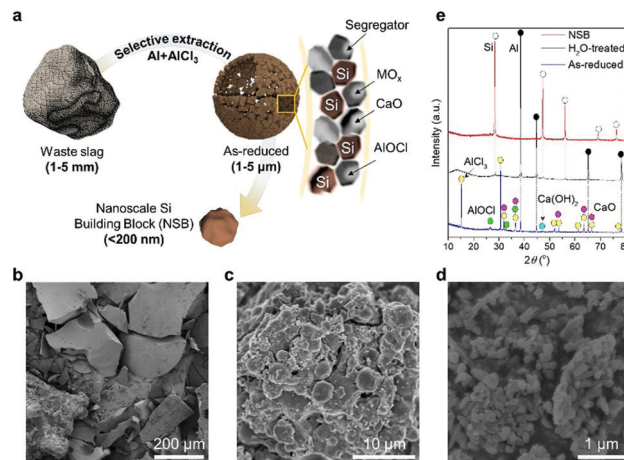 a
Selective extraction
Al+AlCl3
Segregator
MOx
CaO
AlOCl
Si
Si
Si
Waste slag
(1-5 mm)
As-reduced
(1-5 μm)
Nanoscale Si
Building Block (NSB)
(<200 nm)
e
NSB
H2O-treated
As-reduced
Si
Al
AlCl3
AlOCl
Ca(OH)2
CaO
Intensity (a.u.)
10 20 30 40 50 60 70 80
2θ (°)
b
200 μm
c
10 μm
d
1 μm